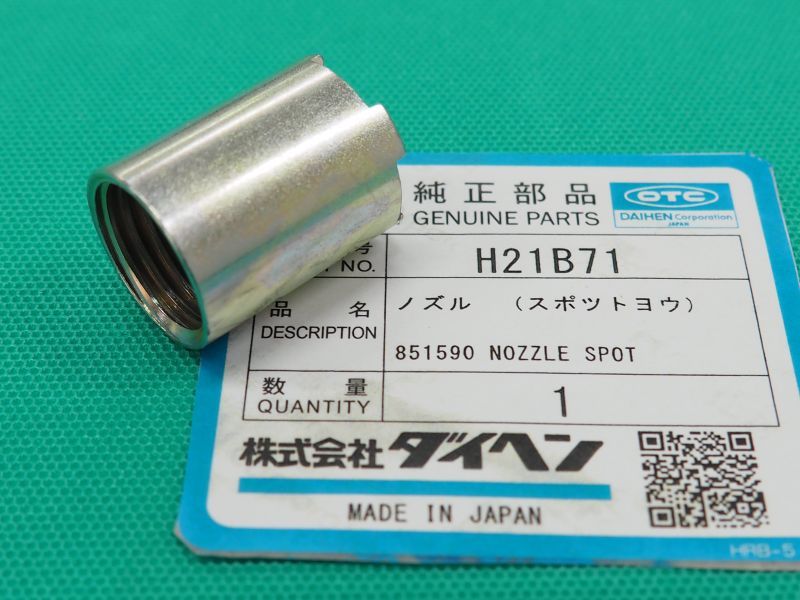 純正部品
GENUINE PARTS
OTC
DAIHEN Corporation
JAPAN
号
NO.
H21B71
品名
DESCRIPTION
ノズル （スポツトヨウ）
851590 NOZZLE SPOT
数量
QUANTITY
1
株式会社ダイヘン
MADE IN JAPAN
HRB-5